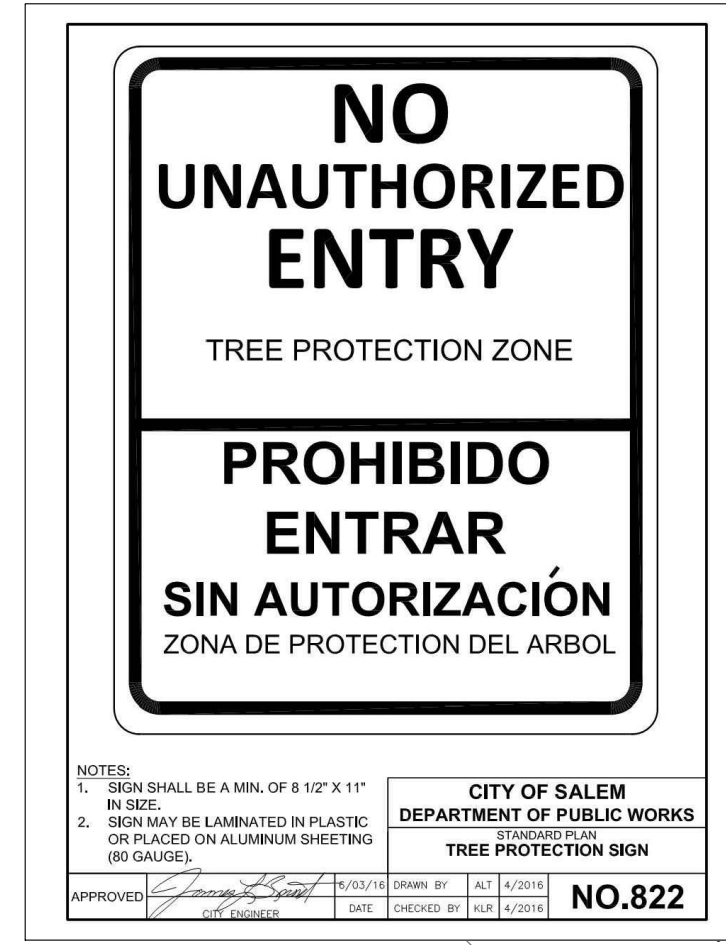 NO
UNAUTHORIZED
ENTRY
TREE PROTECTION ZONE
PROHIBIDO
ENTRAR
SIN AUTORIZACIÓN
ZONA DE PROTECTION DEL ARBOL
NOTES:
1. SIGN SHALL BE A MIN. OF 8 1/2" X 11"
IN SIZE.
2. SIGN MAY BE LAMINATED IN PLASTIC
OR PLACED ON ALUMINUM SHEETING
(80 GAUGE).
CITY OF SALEM
DEPARTMENT OF PUBLIC WORKS
STANDARD PLAN
TREE PROTECTION SIGN
APPROVED
CITY ENGINEER
6/03/16
DATE
DRAWN BY ALT 4/2016
CHECKED BY KLR 4/2016
NO.822